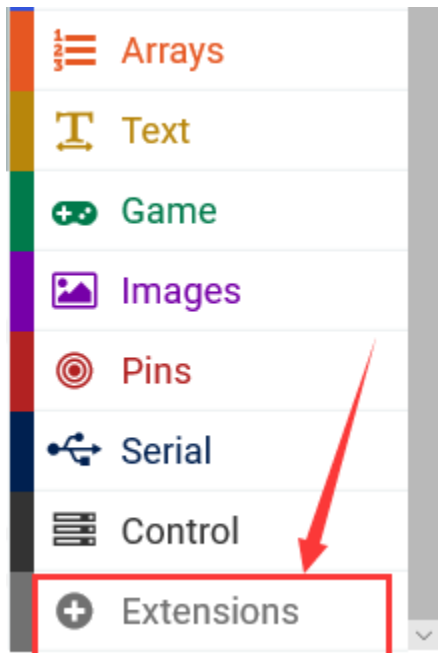 Arrays
Text
Game
Images
Pins
Serial
Control
Extensions